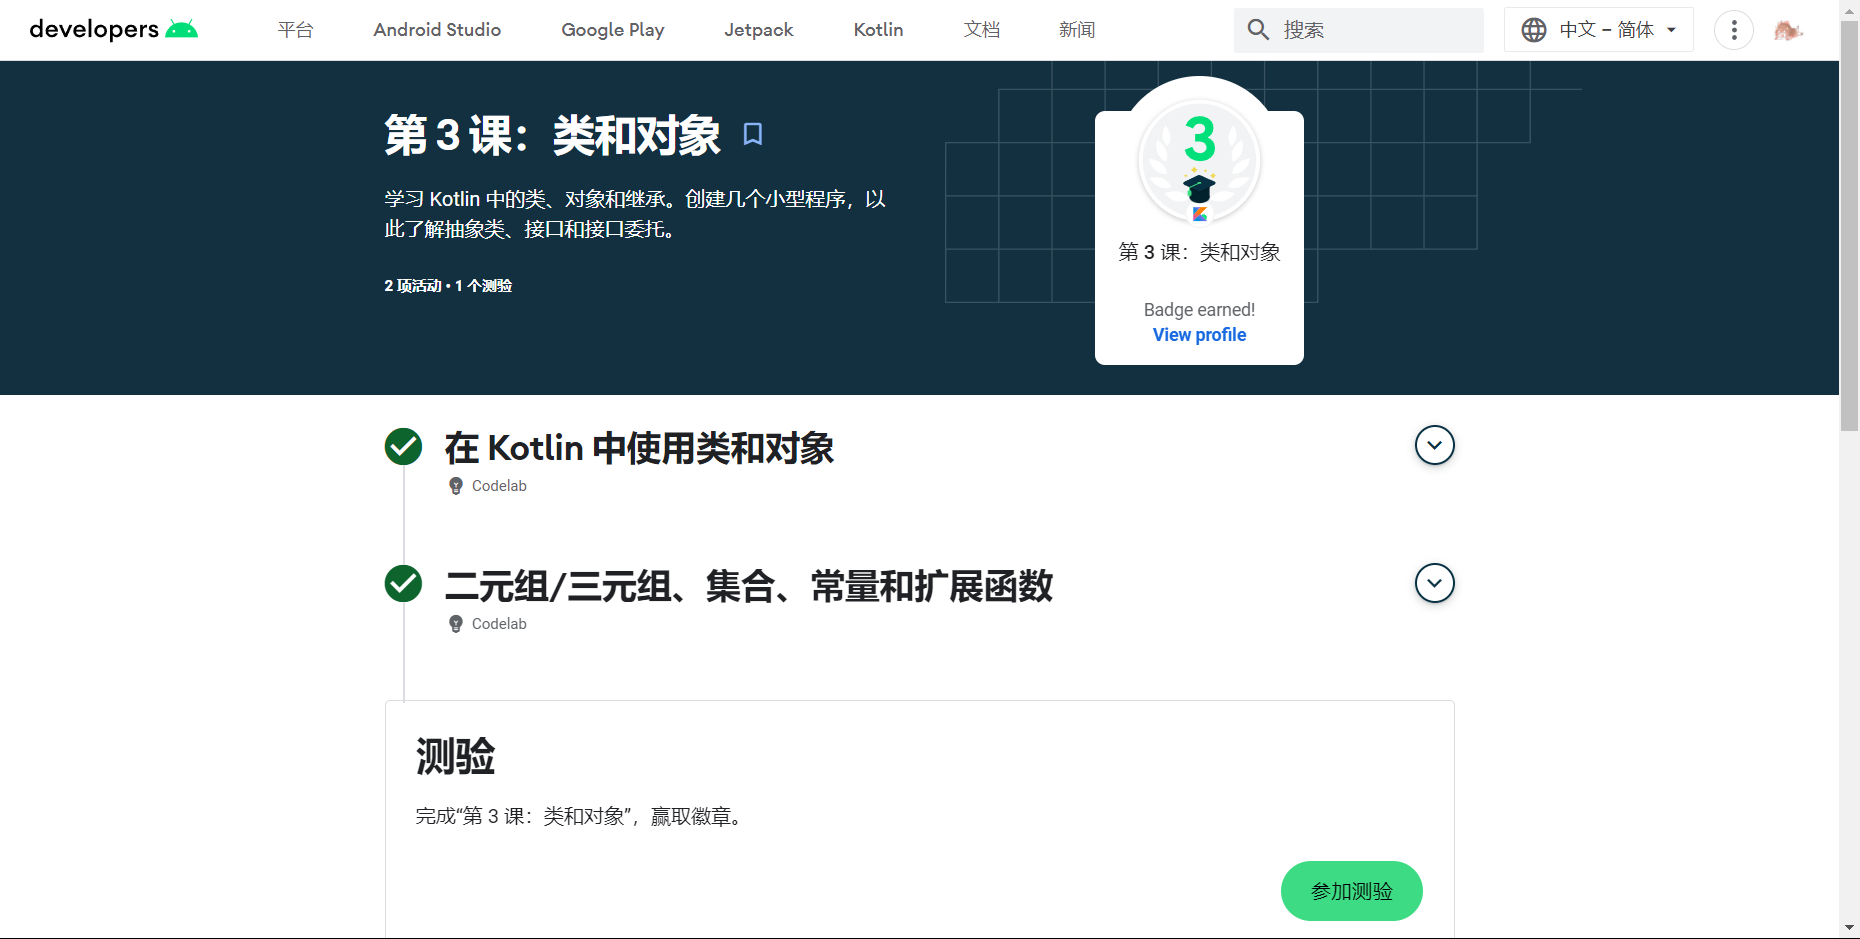 developers 平台 Android Studio Google Play Jetpack Kotlin 文档 新闻 搜索 中文 – 简体
第 3 课：类和对象
学习 Kotlin 中的类、对象和继承。创建几个小型程序，以
此了解抽象类、接口和接口委托。
2 项活动 • 1 个测验
3
第 3 课：类和对象
Badge earned!
View profile
在 Kotlin 中使用类和对象
Codelab
二元组/三元组、集合、常量和扩展函数
Codelab
测验
完成“第 3 课：类和对象”，赢取徽章。
参加测验